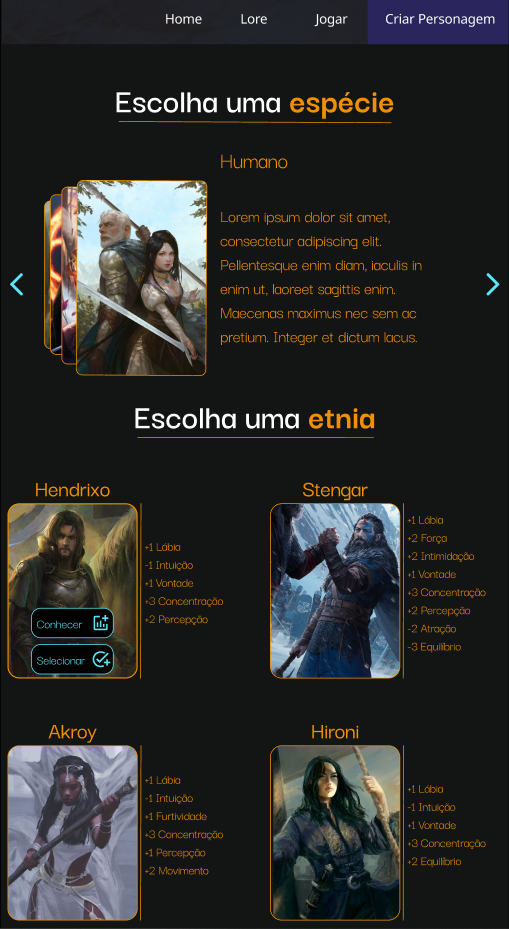 Home
Lore
Jogar
Criar Personagem
Escolha uma espécie
Humano
Lorem ipsum dolor sit amet,
consectetur adipiscing elit.
Pellentesque enim diam, iaculis in
enim ut, laoreet sagittis enim.
Maecenas maximus nec sem ac
pretium. Integer et dictum lacus.
Escolha uma etnia
Hendrixo
Conhecer
Selecionar
+1 Lábia
-1 Intuição
+1 Vontade
+3 Concentração
+2 Percepção
Stengar
+1 Lábia
+2 Força
+2 Intimidação
+1 Vontade
+3 Concentração
+2 Percepção
-2 Atração
-3 Equilíbrio
Akroy
+1 Lábia
-1 Intuição
+1 Furtividade
+3 Concentração
+1 Percepção
+2 Movimento
Hironi
+1 Lábia
-1 Intuição
+1 Vontade
+3 Concentração
+2 Equilíbrio